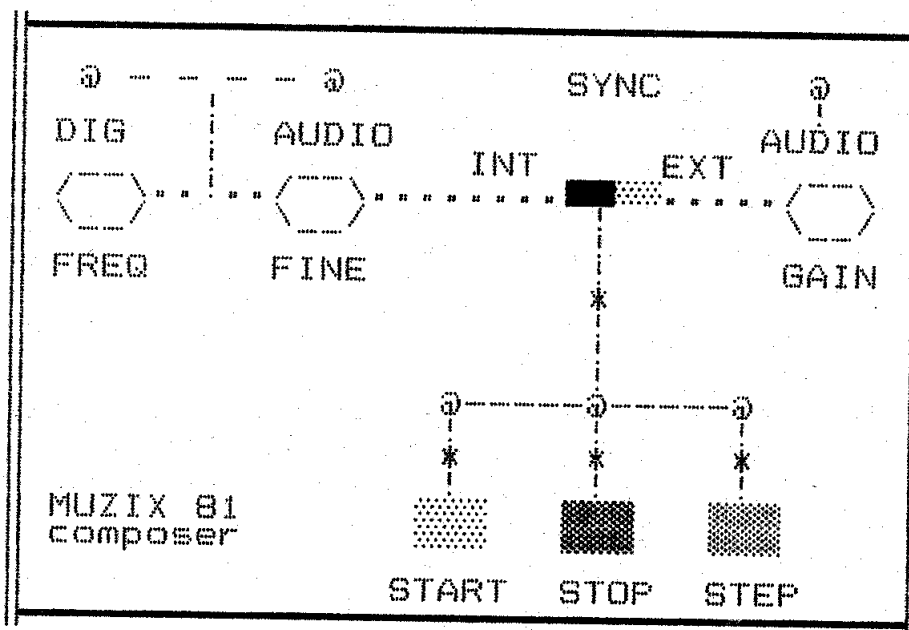 SYNC
DIG AUDIO AUDIO
INT EXT
FREQ FINE GAIN
MUZIX 81
composer
START STOP STEP